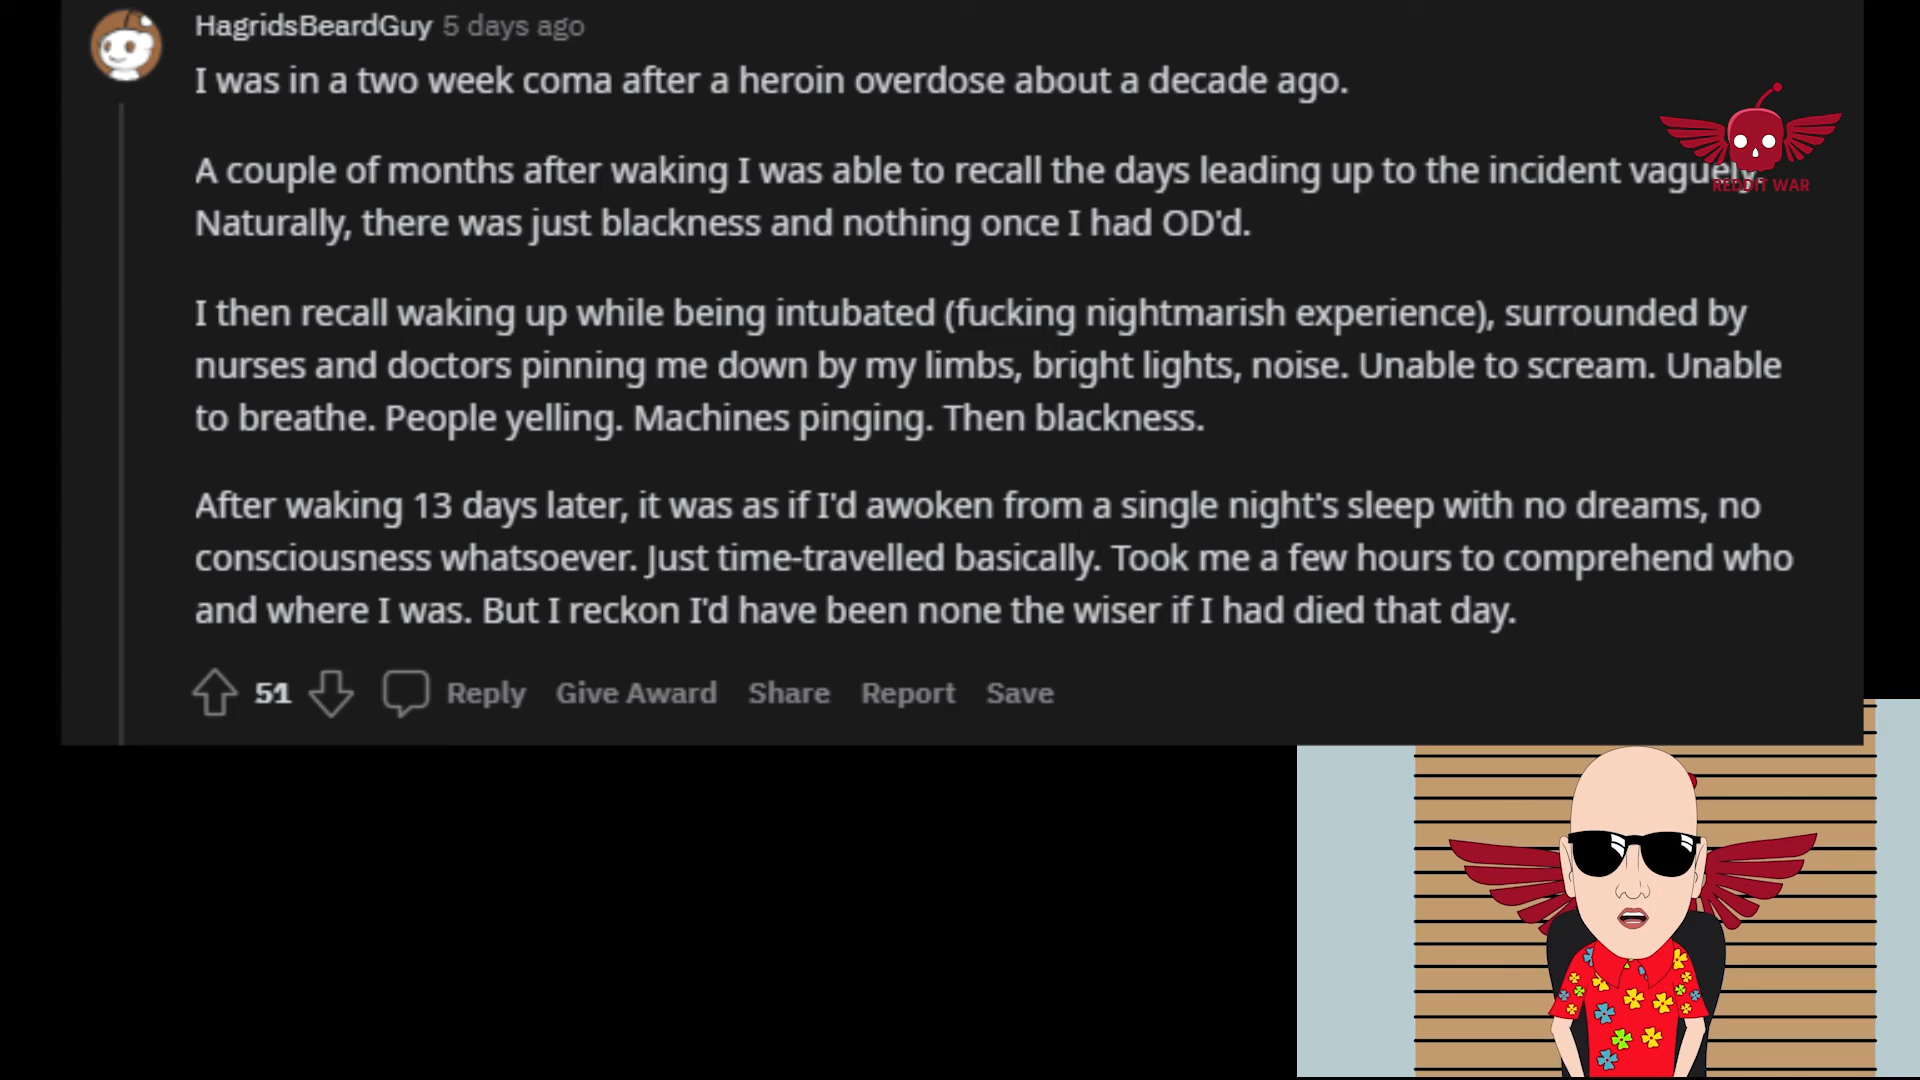 HagridsBeardGuy 5 days ago
I was in a two week coma after a heroin overdose about a decade ago.
A couple of months after waking I was able to recall the days leading up to the incident vaguely.
REDDIT WAR
Naturally, there was just blackness and nothing once I had OD'd.
I then recall waking up while being intubated (fucking nightmarish experience), surrounded by
nurses and doctors pinning me down by my limbs, bright lights, noise. Unable to scream. Unable
to breathe. People yelling. Machines pinging. Then blackness.
After waking 13 days later, it was as if I'd awoken from a single night's sleep with no dreams, no
consciousness whatsoever. Just time-travelled basically. Took me a few hours to comprehend who
and where I was. But I reckon I'd have been none the wiser if I had died that day.
51 Reply Give Award Share Report Save